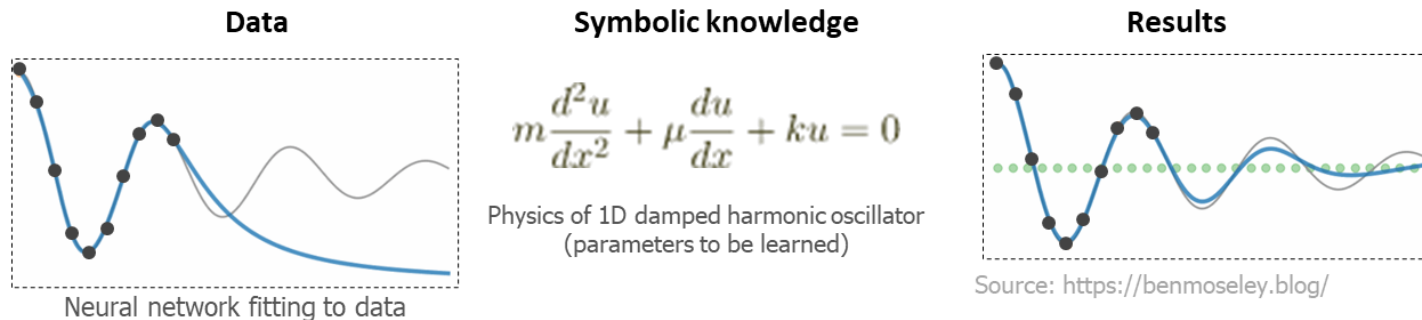 Data
Neural network fitting to data
Symbolic knowledge
m d²u/dx² + μ du/dx + ku = 0
Physics of 1D damped harmonic oscillator
(parameters to be learned)
Results
Source: https://benmoseley.blog/